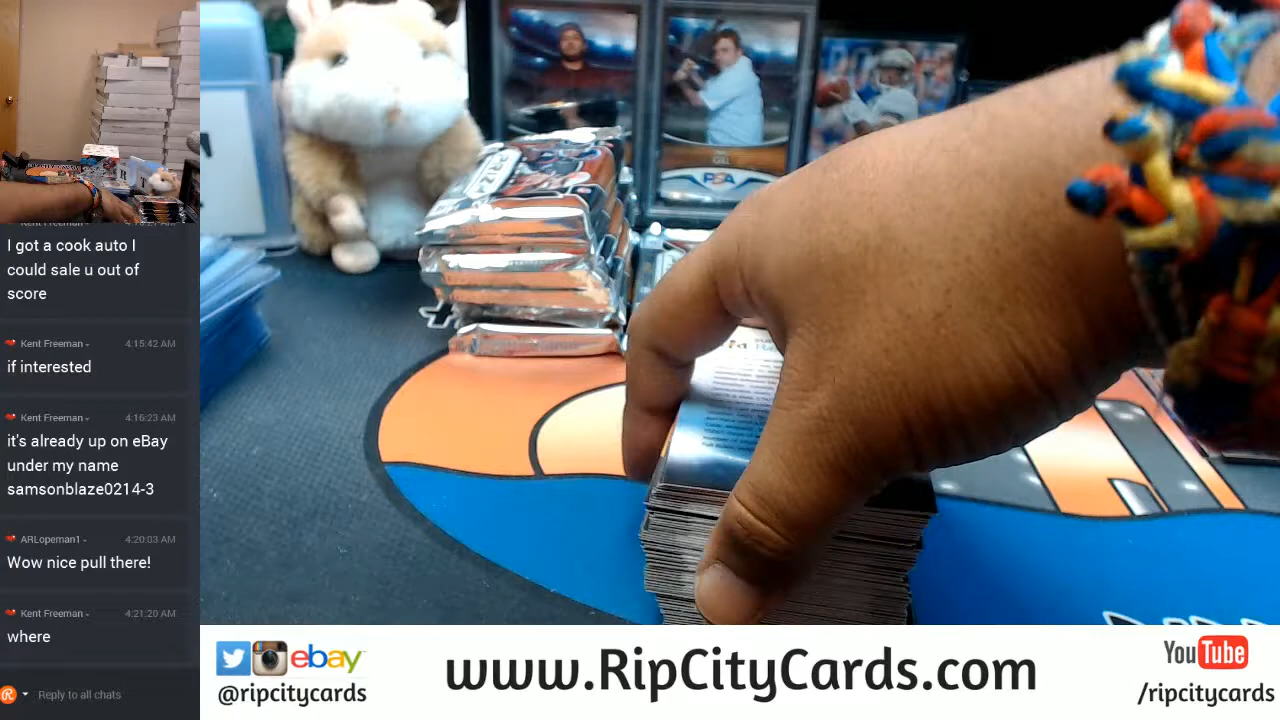 I got a cook auto I
could sale u out of
score
Kent Freeman 4:15:42 AM
if interested
Kent Freeman 4:16:23 AM
it's already up on eBay
under my name
samsonblaze0214-3
ARLopeman1 4:20:03 AM
Wow nice pull there!
Kent Freeman 4:21:20 AM
where
Reply to all chats
PRIZM
GILL
PSA
ebay
@ripcitycards
www.RipCityCards.com
YouTube
/ripcitycards